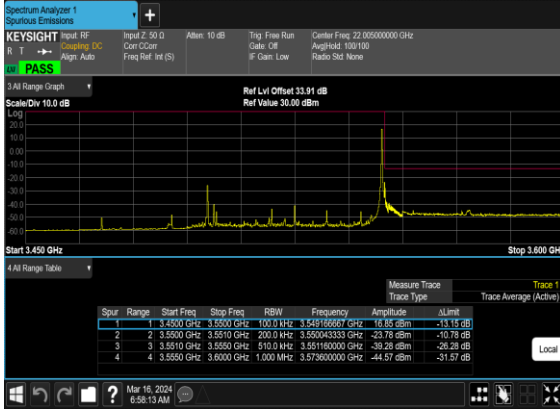 Spectrum Analyzer 1
Spurious Emissions
+
KEYSIGHT Input: RF Input Z: 50 Ω Atten: 10 dB Trig: Free Run Center Freq: 22.005000000 GHz
R T Coupling: DC Corr CCorr Gate: Off Avg|Hold: 100/100
Align: Auto Freq Ref: Int (S) IF Gain: Low Radio Std: None
PASS
3 All Range Graph
Ref Lvl Offset 33.91 dB
Scale/Div 10.0 dB Ref Value 30.00 dBm
Log
20.0
10.0
0.00
-10.0
-20.0
-30.0
-40.0
-50.0
-60.0
Start 3.450 GHz Stop 3.600 GH
4 All Range Table
Measure Trace Trace 1
Trace Type Trace Average (Active)
Spur Range Start Freq Stop Freq RBW Frequency Amplitude ΔLimit
1 1 3.4500 GHz 3.5500 GHz 100.0 kHz 3.549166667 GHz 16.85 dBm -13.15 dB
2 2 3.5500 GHz 3.5510 GHz 200.0 kHz 3.550043333 GHz -23.78 dBm -10.78 dB
3 3 3.5510 GHz 3.5550 GHz 510.0 kHz 3.551160000 GHz -39.28 dBm -26.28 dB
4 4 3.5550 GHz 3.6000 GHz 1.000 MHz 3.573600000 GHz -44.57 dBm -31.57 dB
Local
? Mar 16, 2024
6:58:13 AM